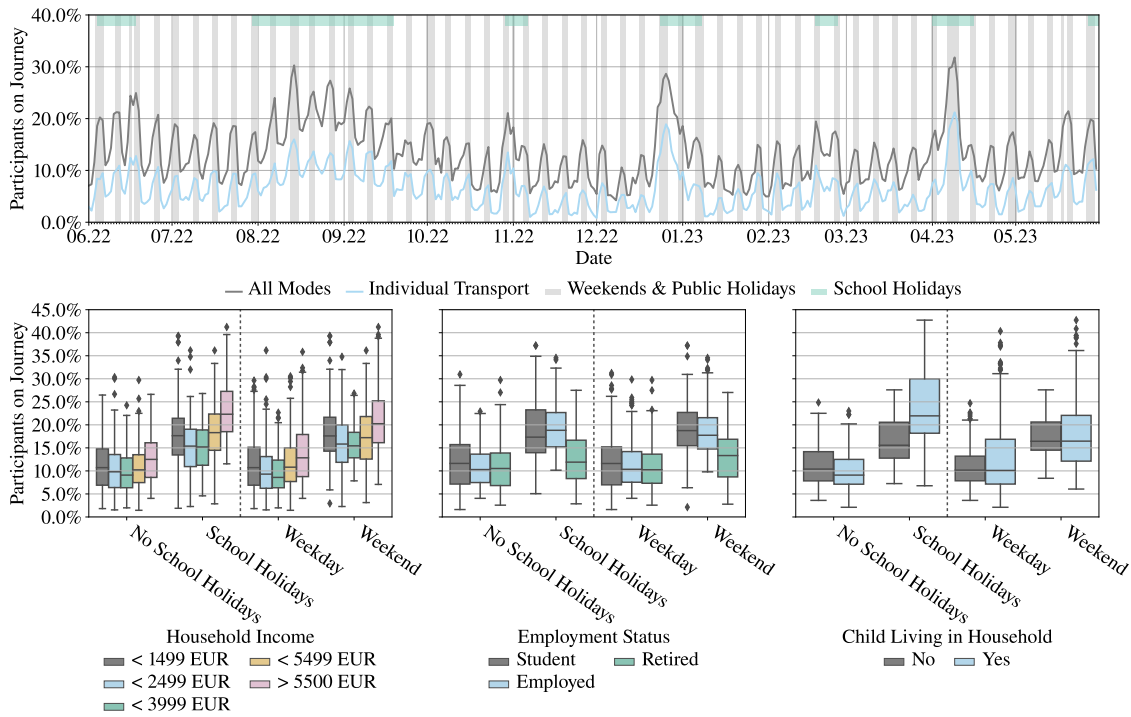 Participants on Journey
40.0%
30.0%
20.0%
10.0%
0.0%
06.22 07.22 08.22 09.22 10.22 11.22 12.22 01.23 02.23 03.23 04.23 05.23
Date
All Modes Individual Transport Weekends & Public Holidays School Holidays
Participants on Journey
45.0%
40.0%
35.0%
30.0%
25.0%
20.0%
15.0%
10.0%
5.0%
0.0%
No School Holidays School Holidays Weekday Weekend
No School Holidays School Holidays Weekday Weekend
No School Holidays School Holidays Weekday Weekend
Household Income
< 1499 EUR < 5499 EUR
< 2499 EUR > 5500 EUR
< 3999 EUR
Employment Status
Student Retired
Employed
Child Living in Household
No Yes